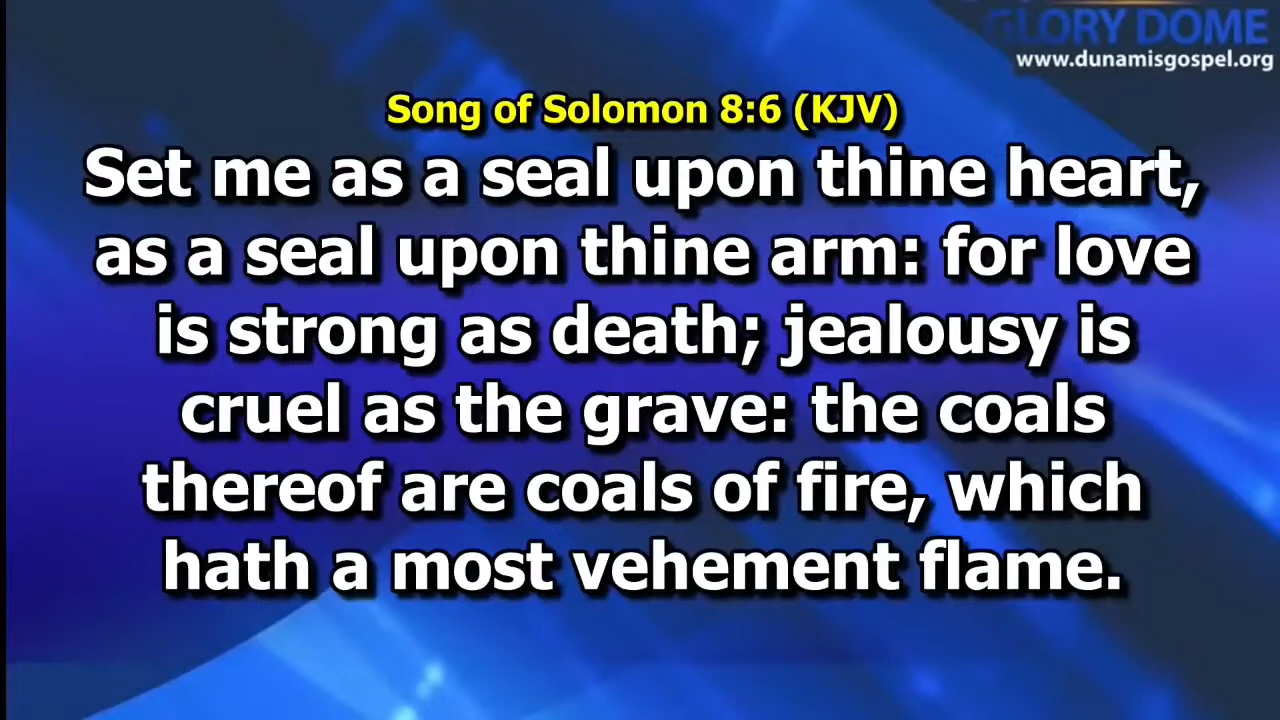 GLORY DOME
www.dunamisgospel.org
Song of Solomon 8:6 (KJV)
Set me as a seal upon thine heart,
as a seal upon thine arm: for love
is strong as death; jealousy is
cruel as the grave: the coals
thereof are coals of fire, which
hath a most vehement flame.